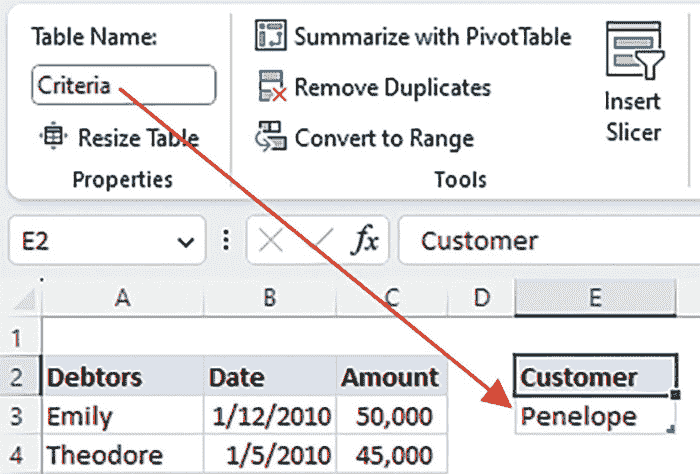 Table Name:
Criteria
Resize Table
Properties
Summarize with PivotTable
Remove Duplicates
Convert to Range
Tools
Insert
Slicer
E2 fx Customer
A B C D E
1
2 Debtors Date Amount Customer
3 Emily 1/12/2010 50,000 Penelope
4 Theodore 1/5/2010 45,000